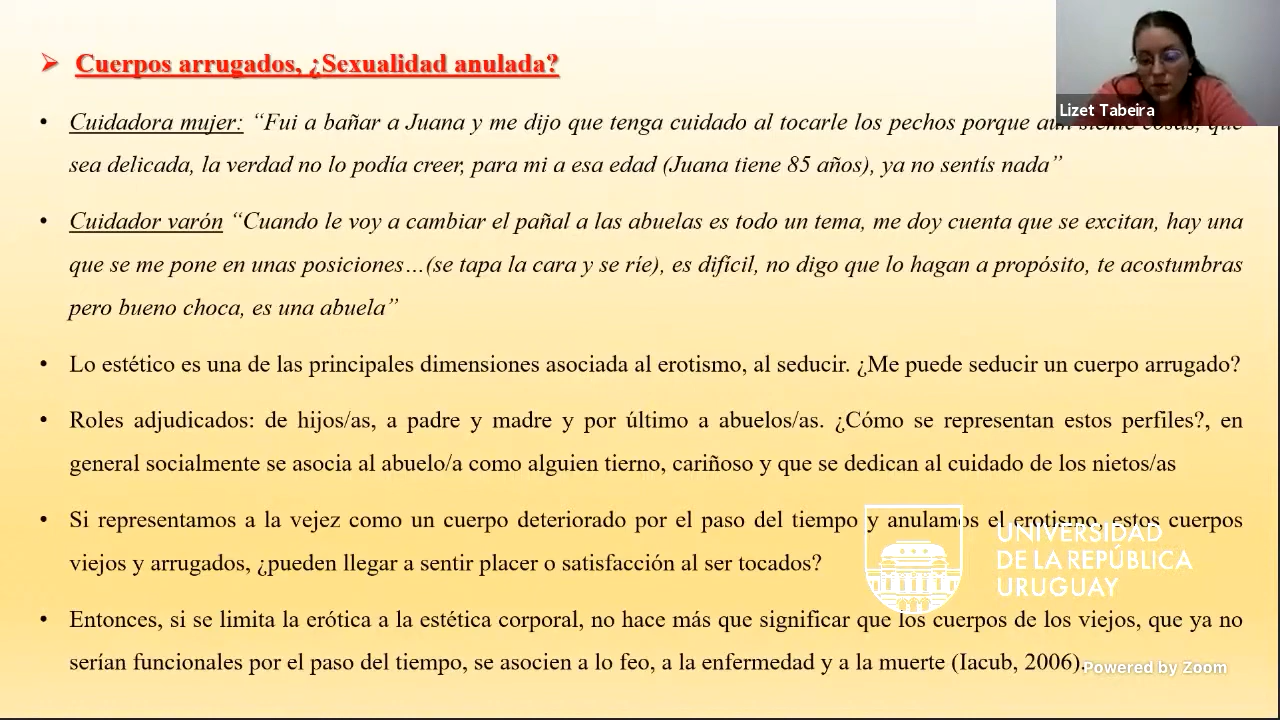 Cuerpos arrugados, ¿Sexualidad anulada?
Lizet Tabeira
Cuidadora mujer: “Fui a bañar a Juana y me dijo que tenga cuidado al tocarle los pechos porque aún siente cosas, que
sea delicada, la verdad no lo podía creer, para mi a esa edad (Juana tiene 85 años), ya no sentís nada”
Cuidador varón “Cuando le voy a cambiar el pañal a las abuelas es todo un tema, me doy cuenta que se excitan, hay una
que se me pone en unas posiciones…(se tapa la cara y se ríe), es difícil, no digo que lo hagan a propósito, te acostumbras
pero bueno choca, es una abuela”
Lo estético es una de las principales dimensiones asociada al erotismo, al seducir. ¿Me puede seducir un cuerpo arrugado?
Roles adjudicados: de hijos/as, a padre y madre y por último a abuelos/as. ¿Cómo se representan estos perfiles?, en
general socialmente se asocia al abuelo/a como alguien tierno, cariñoso y que se dedican al cuidado de los nietos/as
Si representamos a la vejez como un cuerpo deteriorado por el paso del tiempo y anulamos el erotismo, estos cuerpos
viejos y arrugados, ¿pueden llegar a sentir placer o satisfacción al ser tocados?
UNIVERSIDAD
DE LA REPÚBLICA
URUGUAY
Entonces, si se limita la erótica a la estética corporal, no hace más que significar que los cuerpos de los viejos, que ya no
serían funcionales por el paso del tiempo, se asocien a lo feo, a la enfermedad y a la muerte (Iacub, 2006).
Powered by Zoom